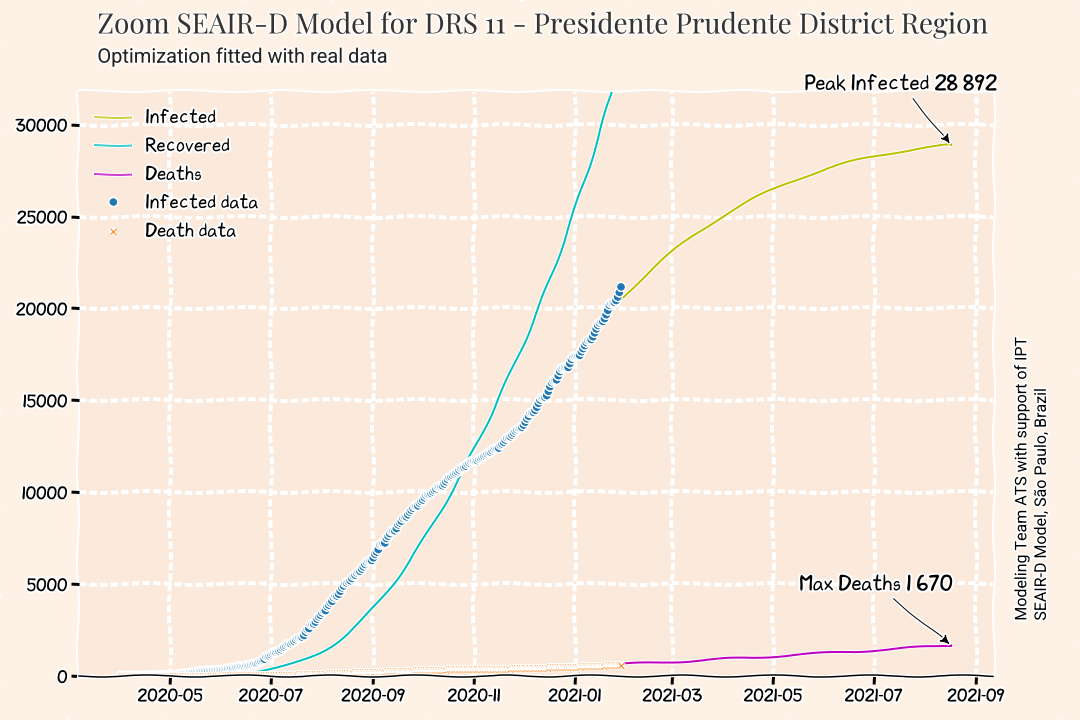 Zoom SEAIR-D Model for DRS 11 - Presidente Prudente District Region
Optimization fitted with real data
Peak Infected 28 892
Infected
Recovered
Deaths
Infected data
Death data
30000
25000
20000
15000
10000
5000
0
Max Deaths 1 670
2020-05
2020-07
2020-09
2020-11
2021-01
2021-03
2021-05
2021-07
2021-09
Modeling Team ATS with support of IPT
SEAIR-D Model, São Paulo, Brazil